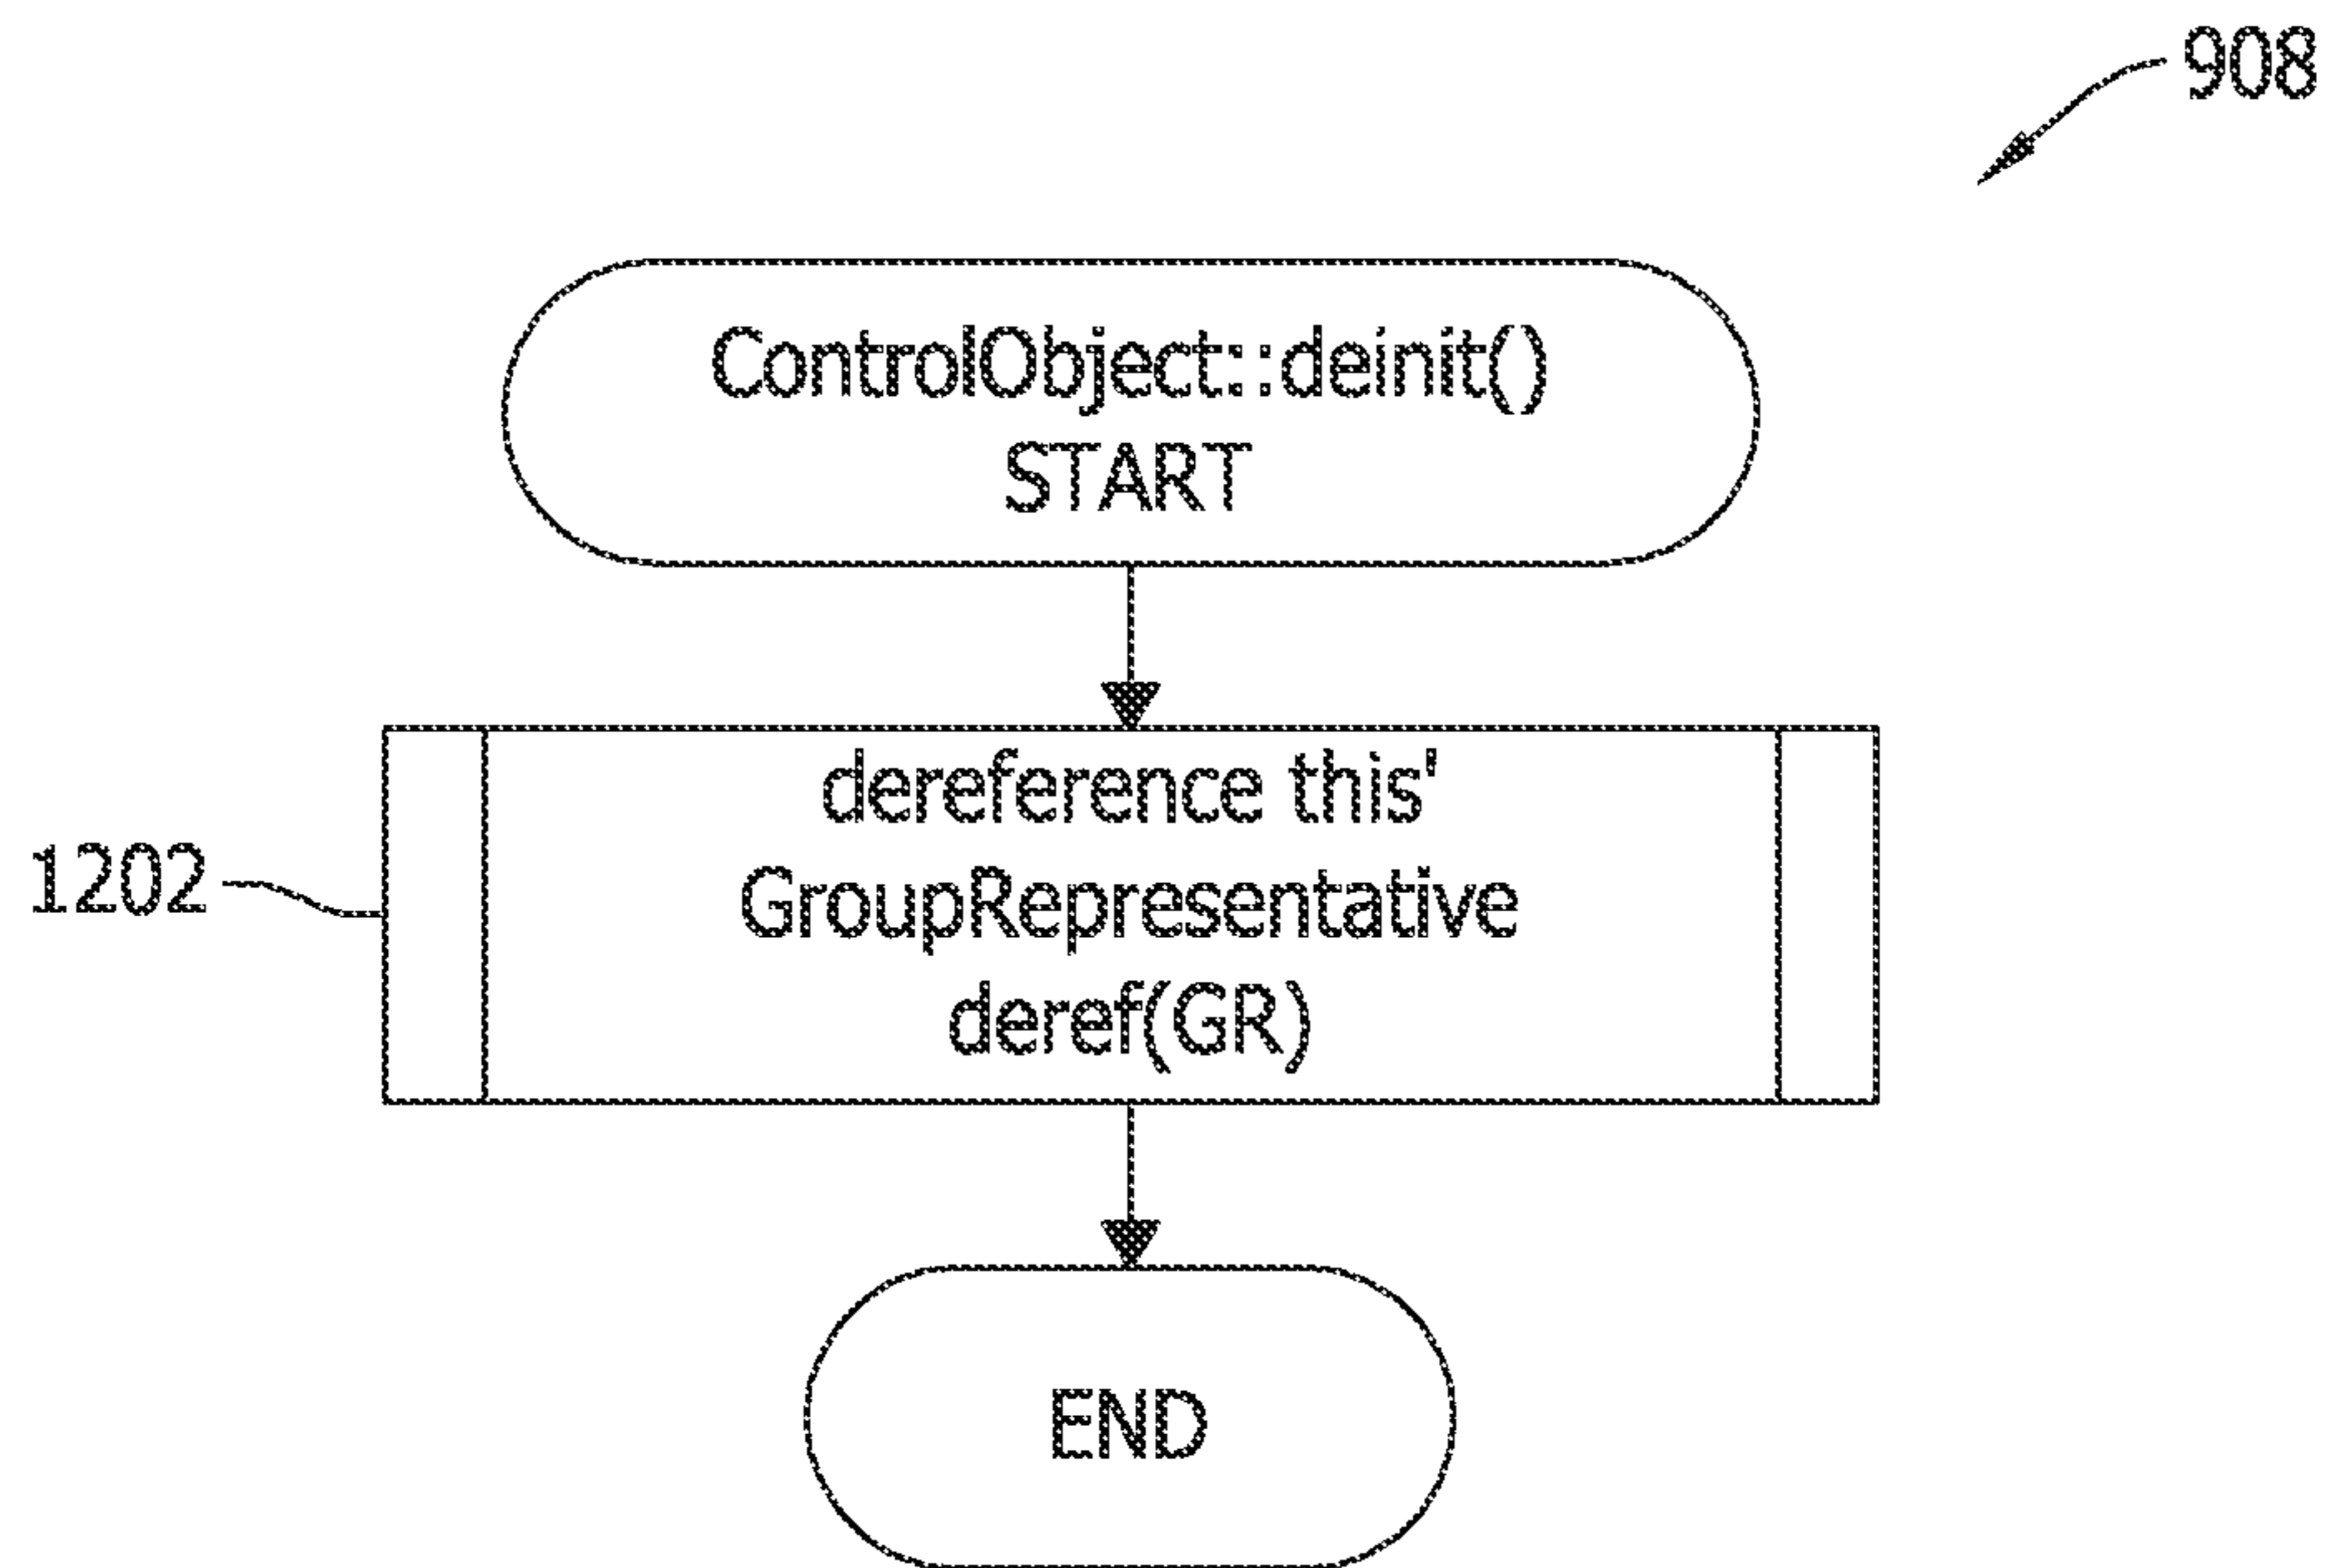 908
ControlObject::deinit()
START
dereference this'
GroupRepresentative
deref(GR)
1202
END